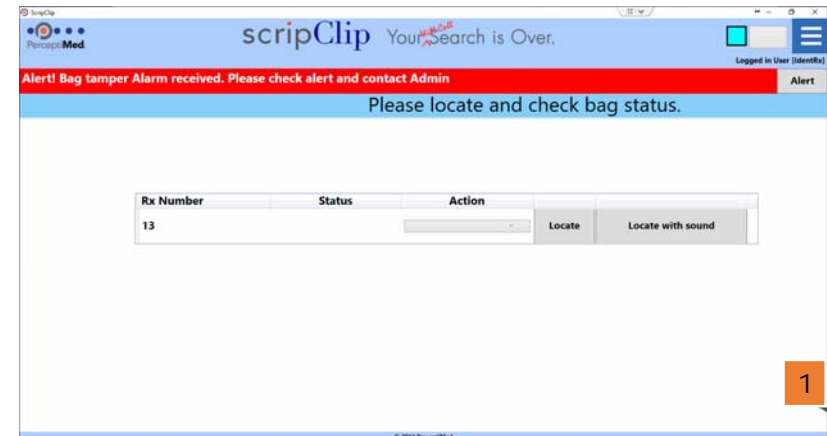 ScripClip
PerceptiMed.
scripClip Your Search is Over.
Logged in User [IdentRx]
Alert! Bag tamper Alarm received. Please check alert and contact Admin
Alert
Please locate and check bag status.
Rx Number Status Action
13 Locate Locate with sound
1